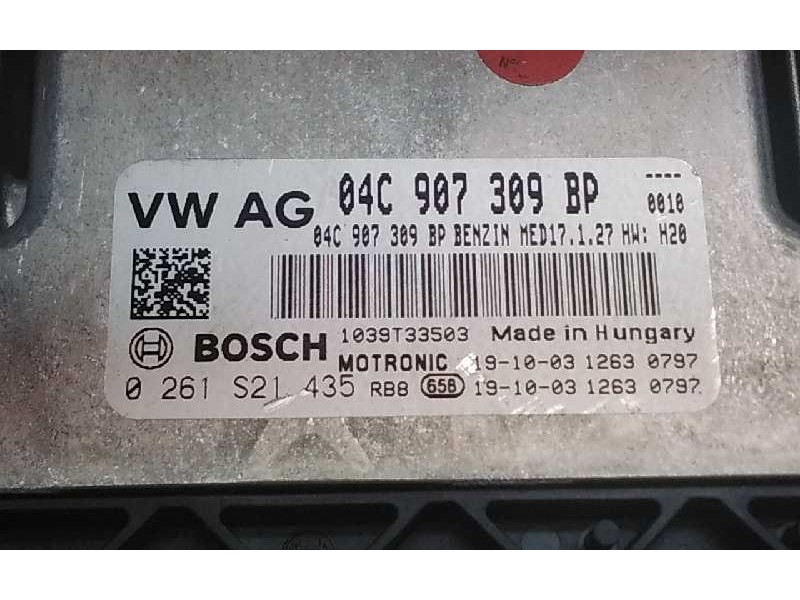 VW AG 04C 907 309 BP ----
0010
04C 907 309 BP BENZIN MED17.1.27 HW: H20
BOSCH 1039T33503 Made in Hungary
MOTRONIC 19-10-03 1263 0797
0 261 S21 435 RB8 65B 19-10-03 1263 0797